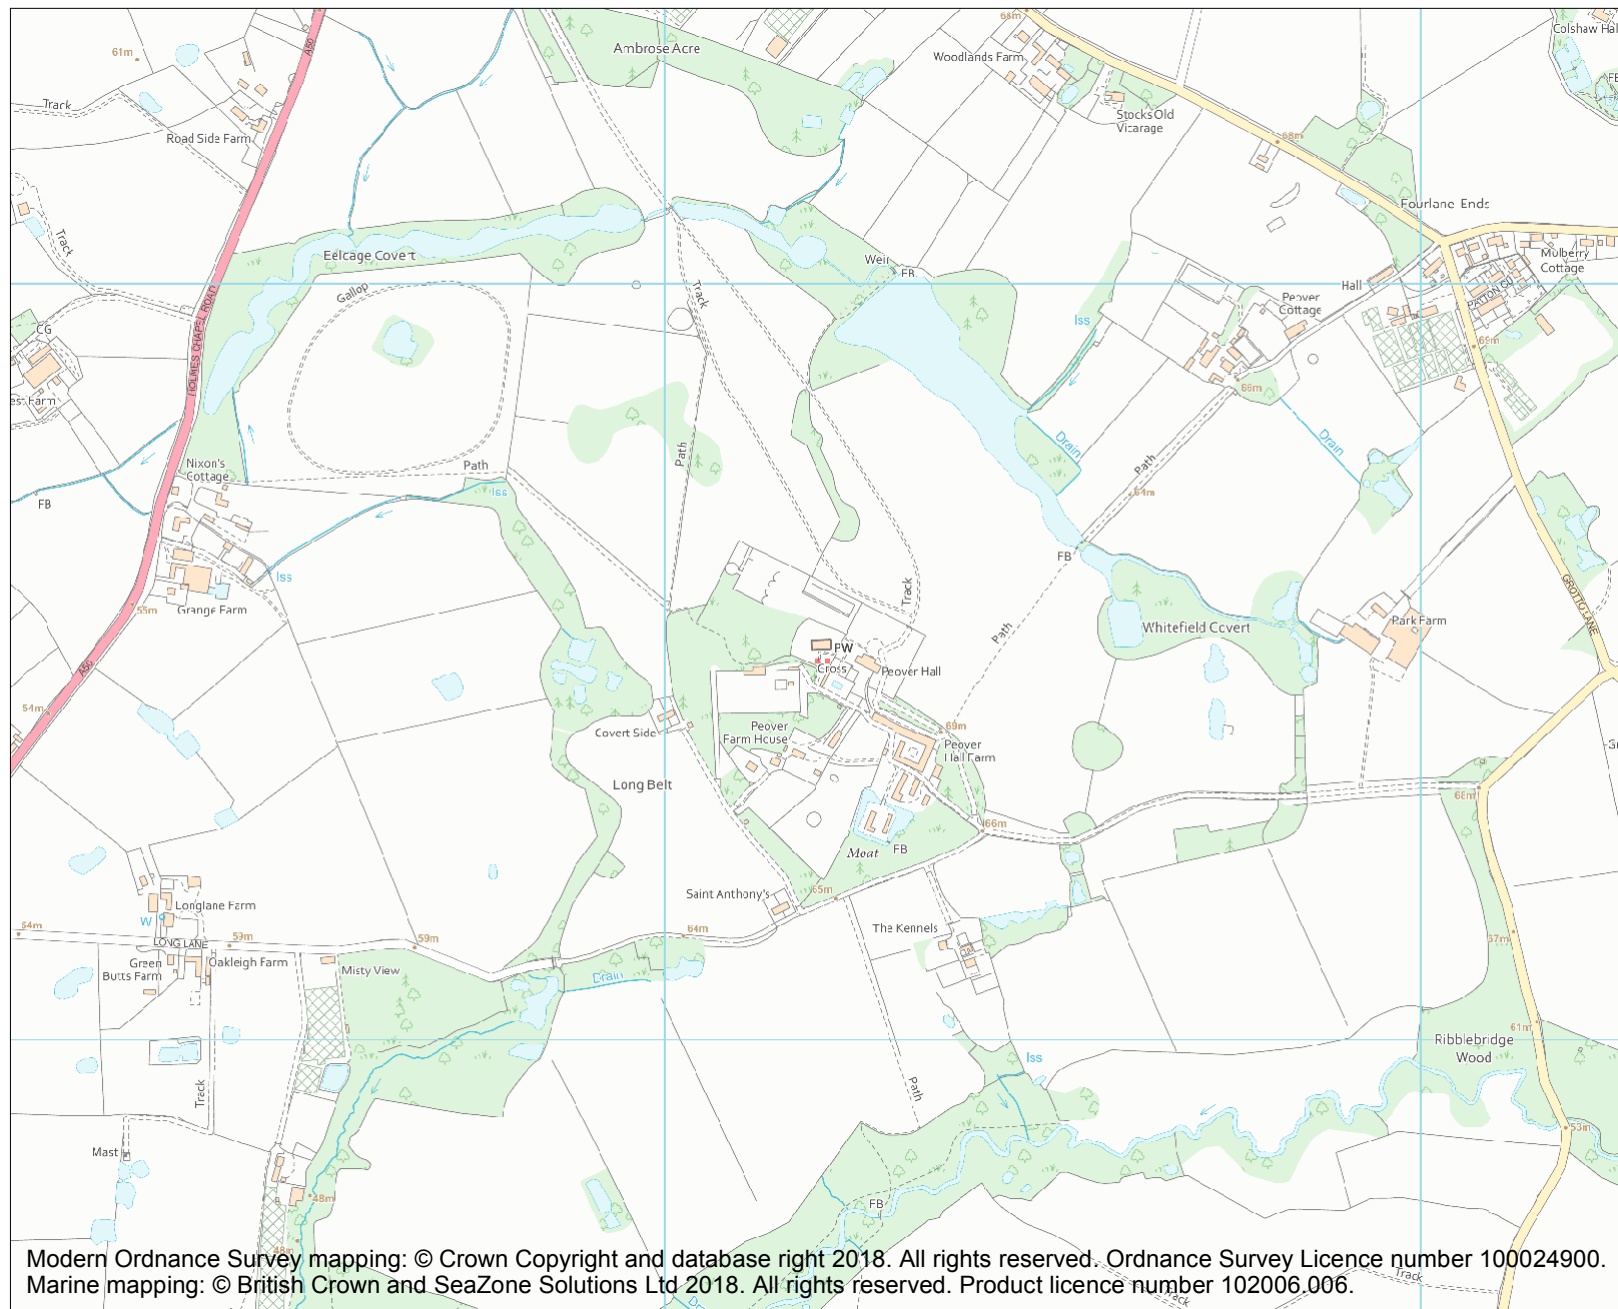 Ambrose Acre
68m
Colshaw Hal
61m
A50
Woodlands Farm
Track
Road Side Farm
Stocks Old
Vicarage
68m
Fourlane Ends
Track
Eelcage Covert
Weir
FB
Mulberry
Cottage
Hall
Gallop
Track
PATTON CL
Peover
Cottage
CG
HOLMES CHAPEL ROAD
Iss
69m
66m
est Farm
Drain
Drain
Path
Path
Path
Nixon's
Cottage
Iss
64m
FB
FB
Iss
55m
Grange Farm
Track
GROTTO LANE
Path
Whitefield Covert
Park Farm
PW
Cross
Peover Hall
A50
54m
Covert Side
Peover
Farm House
69m
Peover
Hall Farm
Long Belt
68m
66m
Moat
FB
Saint Anthony's
65m
Longlane Farm
W
54m
LONG LANE
59m
59m
64m
The Kennels
67m
Green
Butts Farm
Oakleigh Farm
Misty View
Drain
61m
Ribblebridge
Wood
Iss
Track
Path
53m
Mast
48m
FB
48m
Modern Ordnance Survey mapping: © Crown Copyright and database right 2018. All rights reserved. Ordnance Survey Licence number 100024900.
Marine mapping: © British Crown and SeaZone Solutions Ltd 2018. All rights reserved. Product licence number 102006.006.
Track
Track